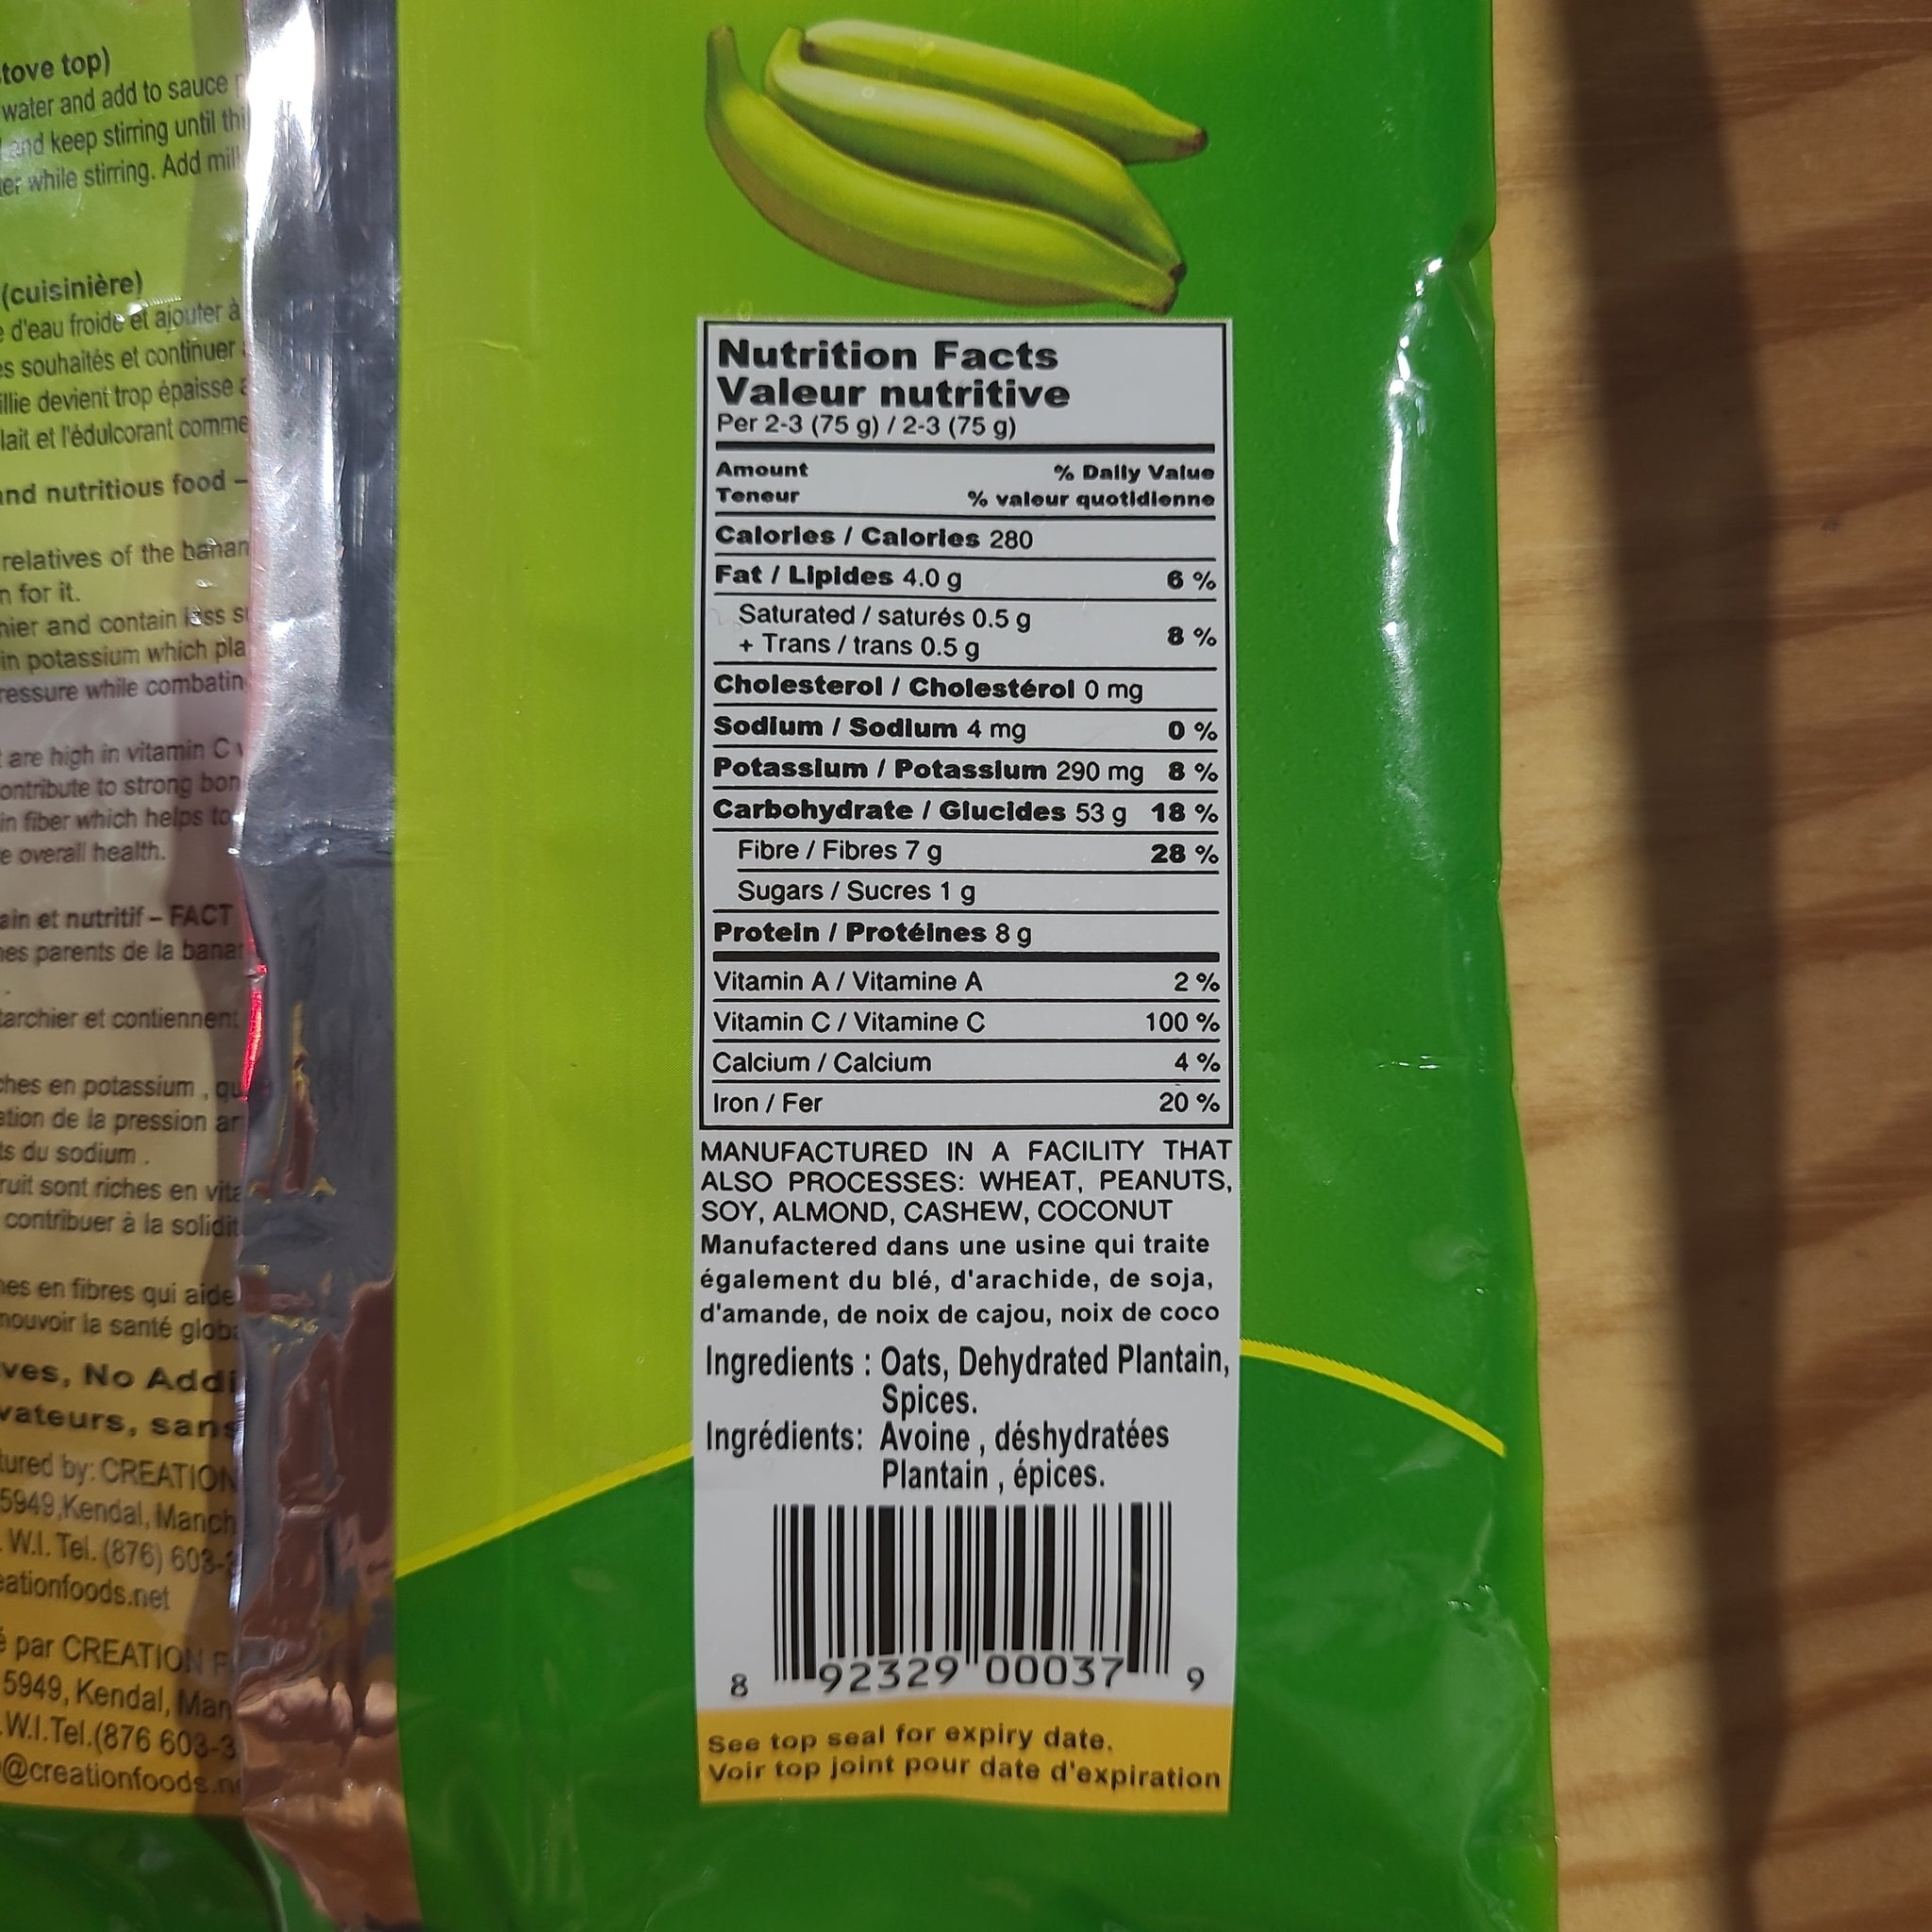 tove top)
water and add to sauce
and keep stirring until
while stirring. Add
(cuisinière)
d'eau froide et ajouter à
souhaités et continuer
devient trop épaisse
lait et l'édulcorant comme
and nutritious food –
relatives of the banan
for it.
and contain less
in potassium which
while combatin
are high in vitamin C
to strong bon
in fiber which helps to
overall health.
et nutritif – FACT
parents de la banan
et contiennent
en potassium ,
de la pression
du sodium .
sont riches en
contribuer à la
en fibres qui aide
la santé
No
sans
by: CREATION
5949,Kendal, Manch
W.I. Tel. (876) 603-3
eationfoods.net
par CREATION F
5949, Kendal, Man
W.I.Tel.(876 603-3
@creationfoods.n
Nutrition Facts
Valeur nutritive
Per 2-3 (75 g) / 2-3 (75 g)
Amount % Daily Value
Teneur % valeur quotidienne
Calories / Calories 280
Fat / Lipides 4.0 g 6 %
Saturated / saturés 0.5 g
+ Trans / trans 0.5 g 8 %
Cholesterol / Cholestérol 0 mg
Sodium / Sodium 4 mg 0 %
Potassium / Potassium 290 mg 8 %
Carbohydrate / Glucides 53 g 18 %
Fibre / Fibres 7 g 28 %
Sugars / Sucres 1 g
Protein / Protéines 8 g
Vitamin A / Vitamine A 2 %
Vitamin C / Vitamine C 100 %
Calcium / Calcium 4 %
Iron / Fer 20 %
MANUFACTURED IN A FACILITY THAT
ALSO PROCESSES: WHEAT, PEANUTS,
SOY, ALMOND, CASHEW, COCONUT
Manufactered dans une usine qui traite
également du blé, d'arachide, de soja,
d'amande, de noix de cajou, noix de coco
Ingredients : Oats, Dehydrated Plantain,
Spices.
Ingrédients: Avoine , déshydratées
Plantain , épices.
8 92329 00037 9
See top seal for expiry date.
Voir top joint pour date d'expiration